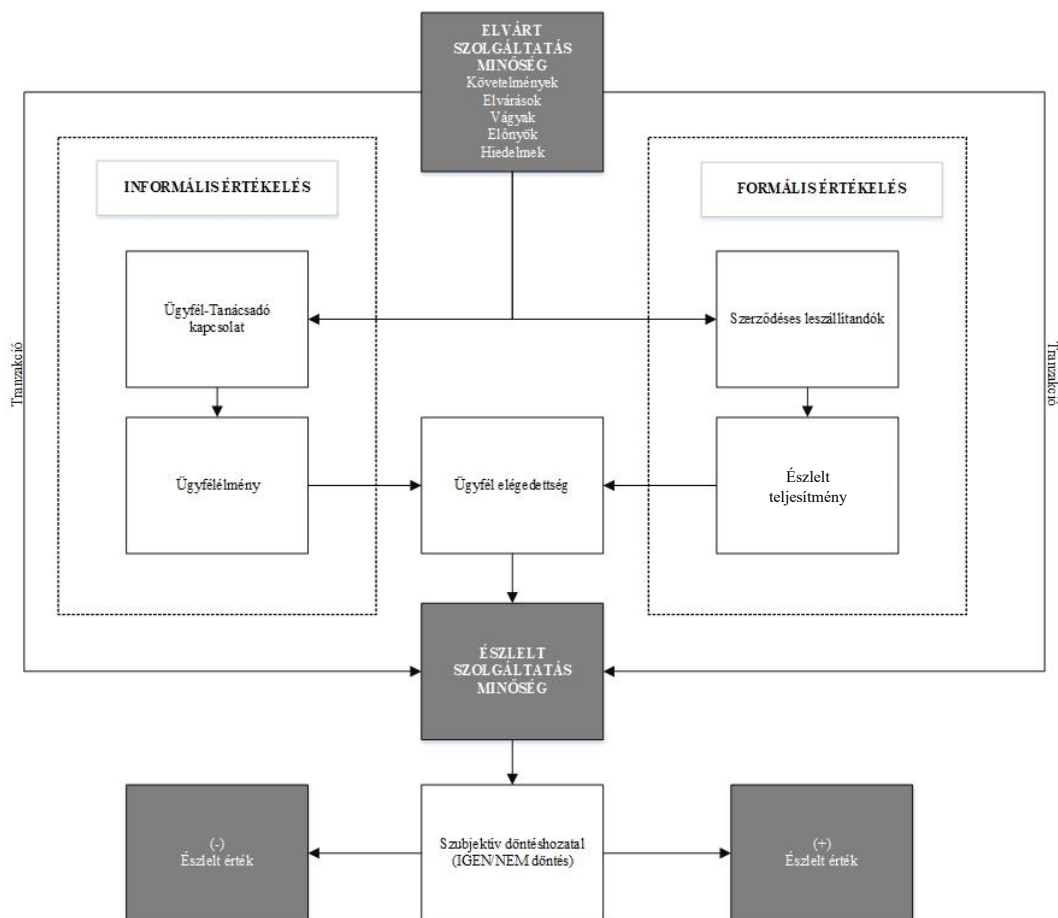 ELVÁRT
SZOLGÁLTATÁS
MINŐSÉG
Követelmények
Elvárások
Vágyak
Előnyök
Hiedelmek
INFORMÁLIS ÉRTÉKELÉS
FORMÁLIS ÉRTÉKELÉS
Ügyfél-Tanácsadó
kapcsolat
Szerződéses leszállítandók
Tranzakció
Tranzakció
Ügyfélélmény
Ügyfél elégedettség
Észlelt
teljesítmény
ÉSZLELT
SZOLGÁLTATÁS
MINŐSÉG
(-)
Észlelt érték
Szubjektív döntéshozatal
(IGEN/NEM döntés)
(+)
Észlelt érték